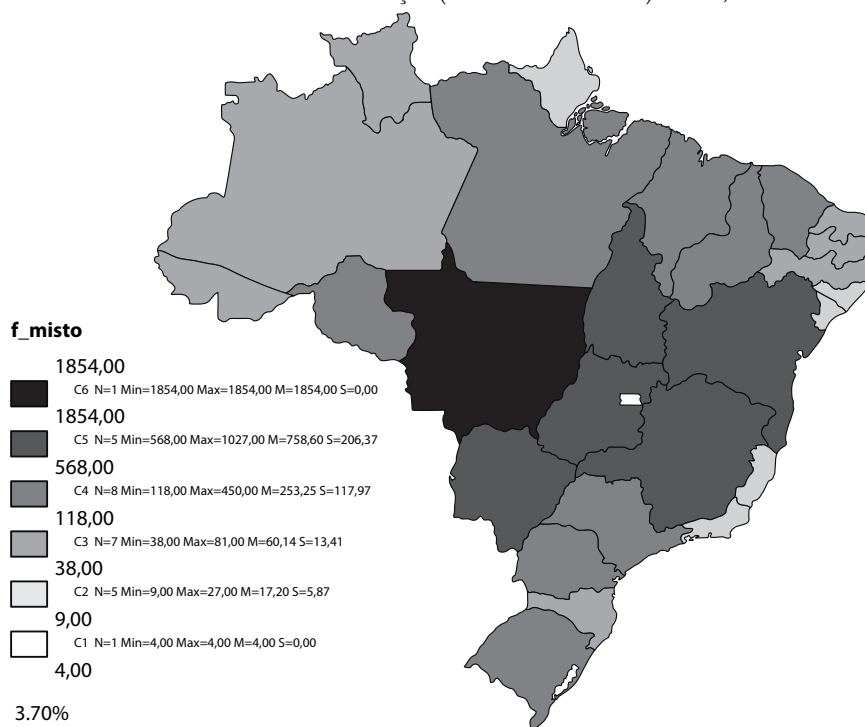 f_misto
1854,00
C6 N=1 Min=1854,00 Max=1854,00 M=1854,00 S=0,00
1854,00
C5 N=5 Min=568,00 Max=1027,00 M=758,60 S=206,37
568,00
C4 N=8 Min=118,00 Max=450,00 M=253,25 S=117,97
118,00
C3 N=7 Min=38,00 Max=81,00 M=60,14 S=13,41
38,00
C2 N=5 Min=9,00 Max=27,00 M=17,20 S=5,87
9,00
C1 N=1 Min=4,00 Max=4,00 M=4,00 S=0,00
4,00
3.70%